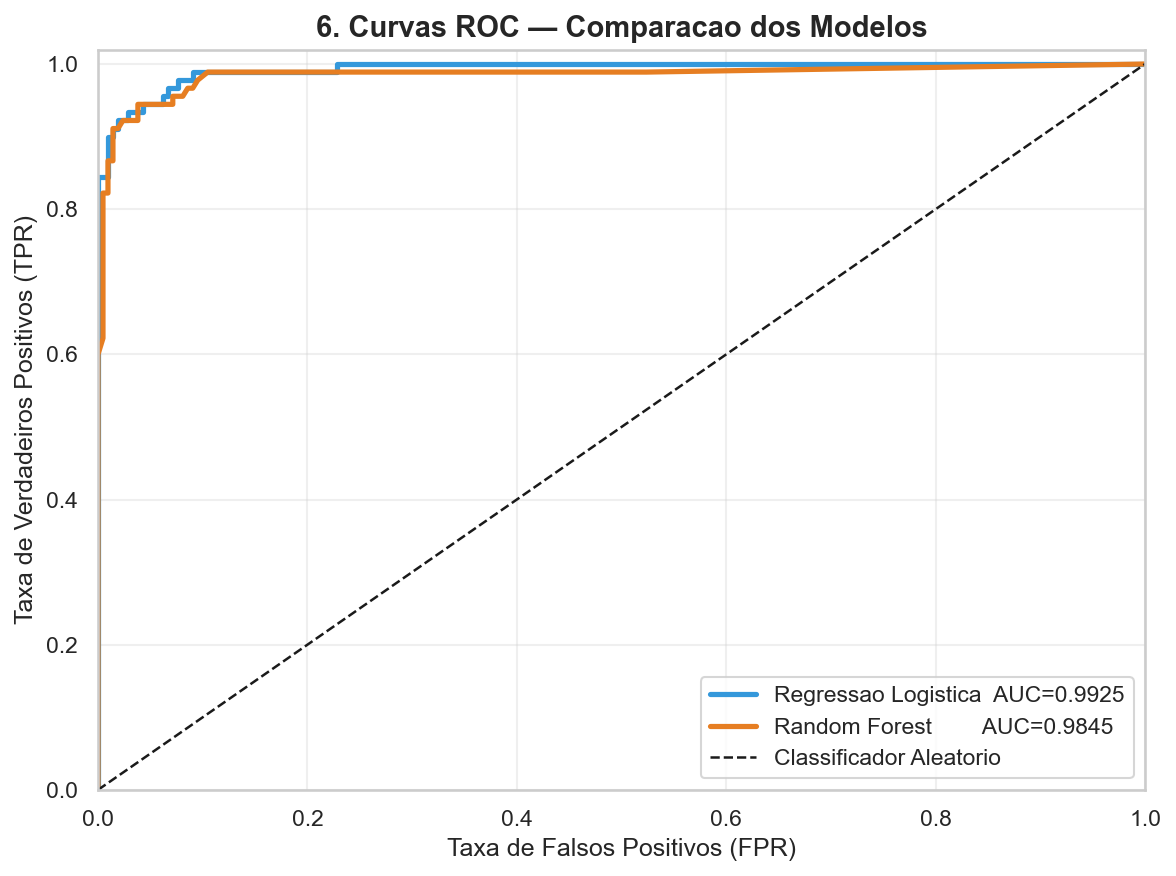 6. Curvas ROC — Comparacao dos Modelos
Taxa de Verdadeiros Positivos (TPR)
1.0
0.8
0.6
0.4
0.2
0.0
0.0 0.2 0.4 0.6 0.8 1.0
Taxa de Falsos Positivos (FPR)
Regressao Logistica AUC=0.9925
Random Forest AUC=0.9845
Classificador Aleatorio